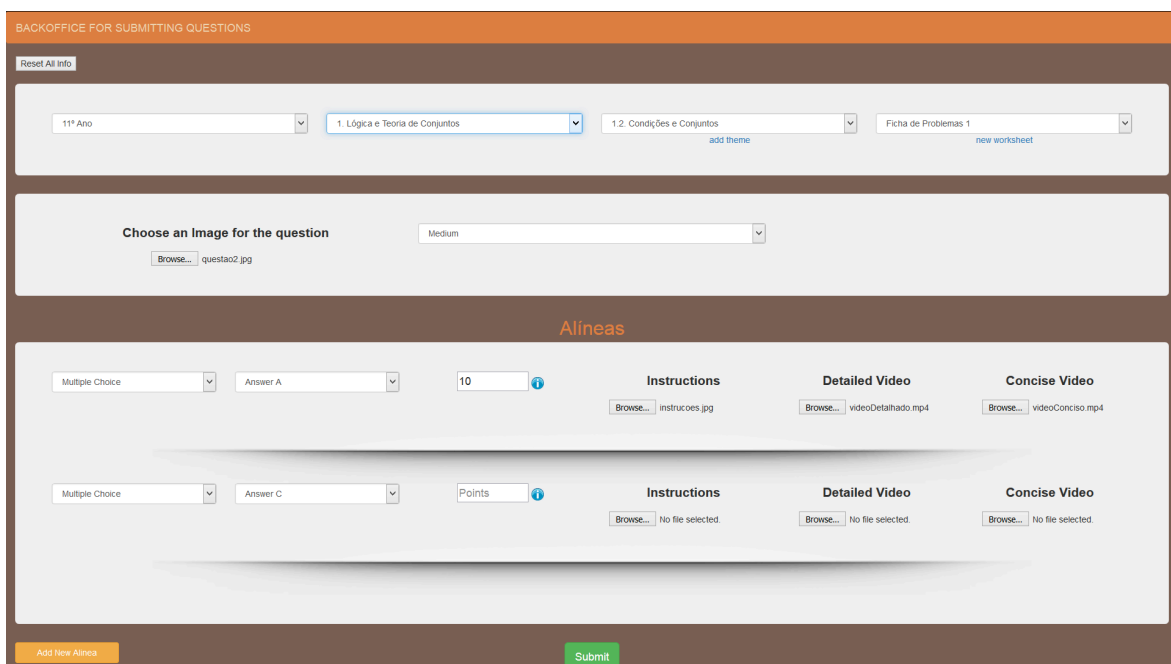 BACKOFFICE FOR SUBMITTING QUESTIONS
Reset All Info
11º Ano 1. Lógica e Teoria de Conjuntos 1.2. Condições e Conjuntos Ficha de Problemas 1
add theme new worksheet
Choose an Image for the question Medium
Browse... questao2.jpg
Alíneas
Multiple Choice Answer A 10 Instructions Detailed Video Concise Video
Browse... instrucoes.jpg Browse... videoDetalhado.mp4 Browse... videoConciso.mp4
Multiple Choice Answer C Points Instructions Detailed Video Concise Video
Browse... No file selected. Browse... No file selected. Browse... No file selected.
Add New Alinea Submit